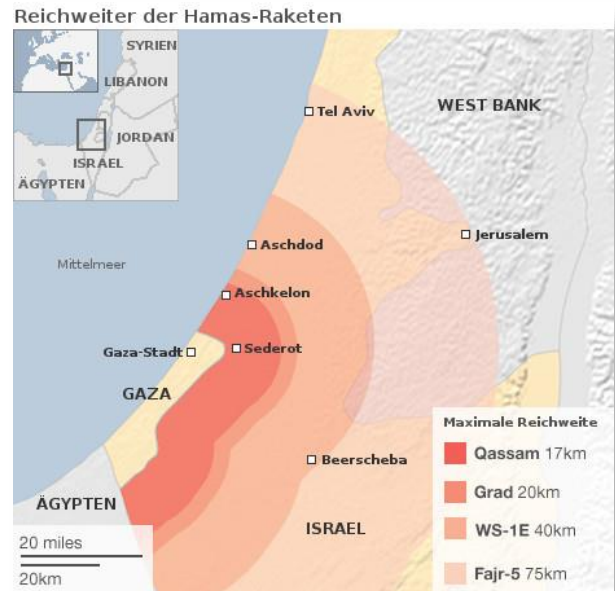 Reichweiter der Hamas-Raketen
SYRIEN
LIBANON
JORDAN
ISRAEL
ÄGYPTEN
WEST BANK
Tel Aviv
Jerusalem
Mittelmeer
Aschdod
Aschkelon
Gaza-Stadt
Sederot
GAZA
Beerscheba
ÄGYPTEN
ISRAEL
20 miles
20km
Maximale Reichweite
Qassam 17km
Grad 20km
WS-1E 40km
Fajr-5 75km